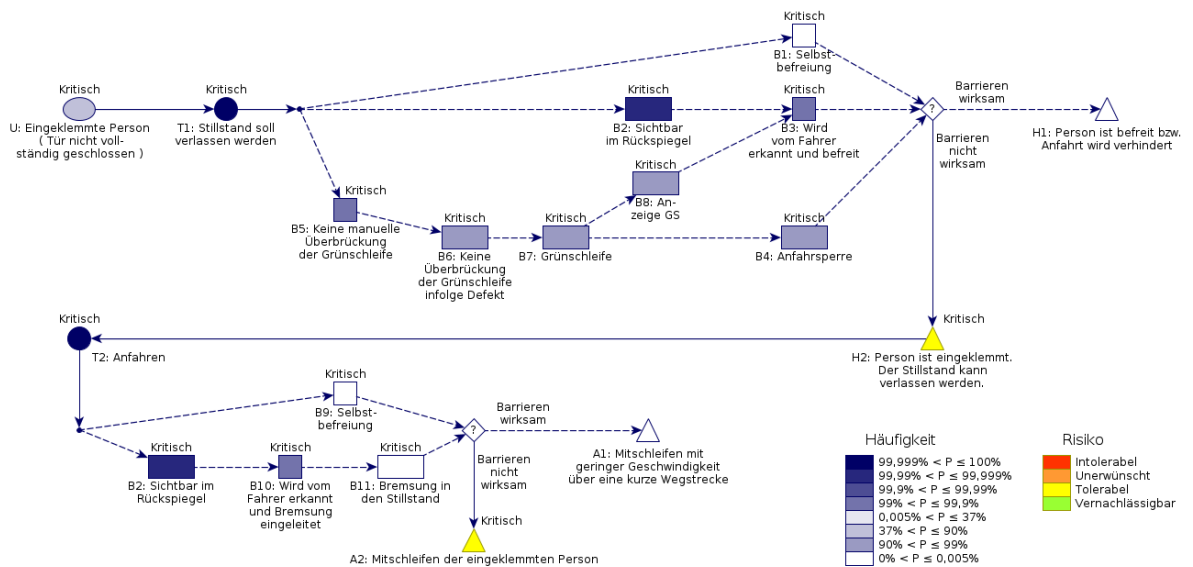 Kritisch
B1: Selbst-
befreiung
Kritisch
U: Eingeklemmte Person
( Tür nicht voll-
ständig geschlossen )
Kritisch
T1: Stillstand soll
verlassen werden
Kritisch
B2: Sichtbar
im Rückspiegel
Kritisch
B3: Wird
vom Fahrer
erkannt und befreit
?
Barrieren
wirksam
Barrieren
nicht
wirksam
H1: Person ist befreit bzw.
Anfahrt wird verhindert
Kritisch
B8: An-
zeige GS
Kritisch
B5: Keine manuelle
Überbrückung
der Grünschleife
Kritisch
B6: Keine
Überbrückung
der Grünschleife
infolge Defekt
Kritisch
B7: Grünschleife
Kritisch
B4: Anfahrsperre
Kritisch
H2: Person ist eingeklemmt.
Der Stillstand kann
verlassen werden.
Kritisch
T2: Anfahren
Kritisch
B9: Selbst-
befreiung
Kritisch
B2: Sichtbar im
Rückspiegel
Kritisch
B10: Wird vom
Fahrer erkannt
und Bremsung
eingeleitet
Kritisch
B11: Bremsung in
den Stillstand
?
Barrieren
wirksam
Barrieren
nicht
wirksam
A1: Mitschleifen mit
geringer Geschwindigkeit
über eine kurze Wegstrecke
Kritisch
A2: Mitschleifen der eingeklemmten Person
Häufigkeit
99,999% < P ≤ 100%
99,99% < P ≤ 99,999%
99,9% < P ≤ 99,99%
99% < P ≤ 99,9%
0,005% < P ≤ 37%
37% < P ≤ 90%
90% < P ≤ 99%
0% < P ≤ 0,005%
Risiko
Intolerabel
Unerwünscht
Tolerabel
Vernachlässigbar